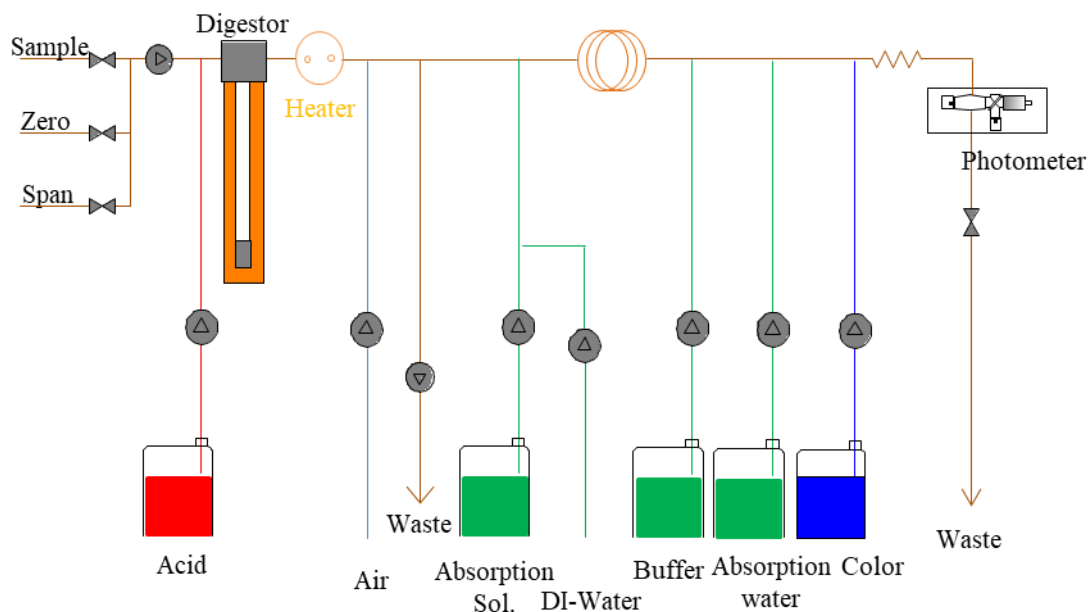 Digestor
Sample
Heater
Zero
Photometer
Span
Waste
Waste
Acid
Air
Absorption
Sol.
DI-Water
Buffer
Absorption
water
Color